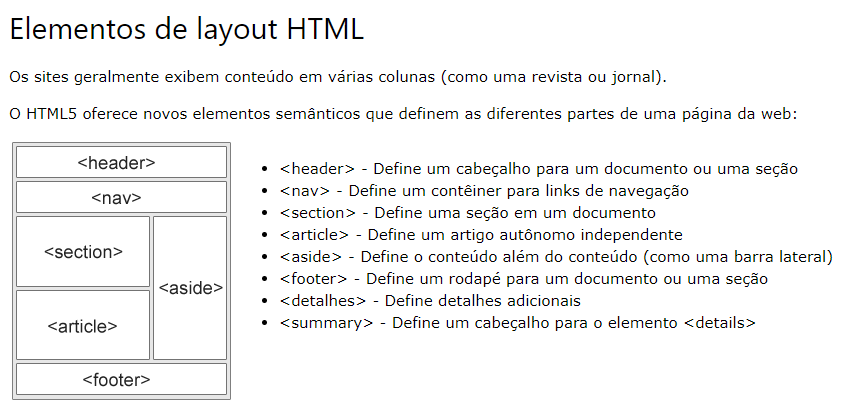 Elementos de layout HTML
Os sites geralmente exibem conteúdo em várias colunas (como uma revista ou jornal).
O HTML5 oferece novos elementos semânticos que definem as diferentes partes de uma página da web:
<header>
<nav>
<section>
<aside>
<article>
<footer>
• <header> - Define um cabeçalho para um documento ou uma seção
• <nav> - Define um contêiner para links de navegação
• <section> - Define uma seção em um documento
• <article> - Define um artigo autônomo independente
• <aside> - Define o conteúdo além do conteúdo (como uma barra lateral)
• <footer> - Define um rodapé para um documento ou uma seção
• <detalhes> - Define detalhes adicionais
• <summary> - Define um cabeçalho para o elemento <details>